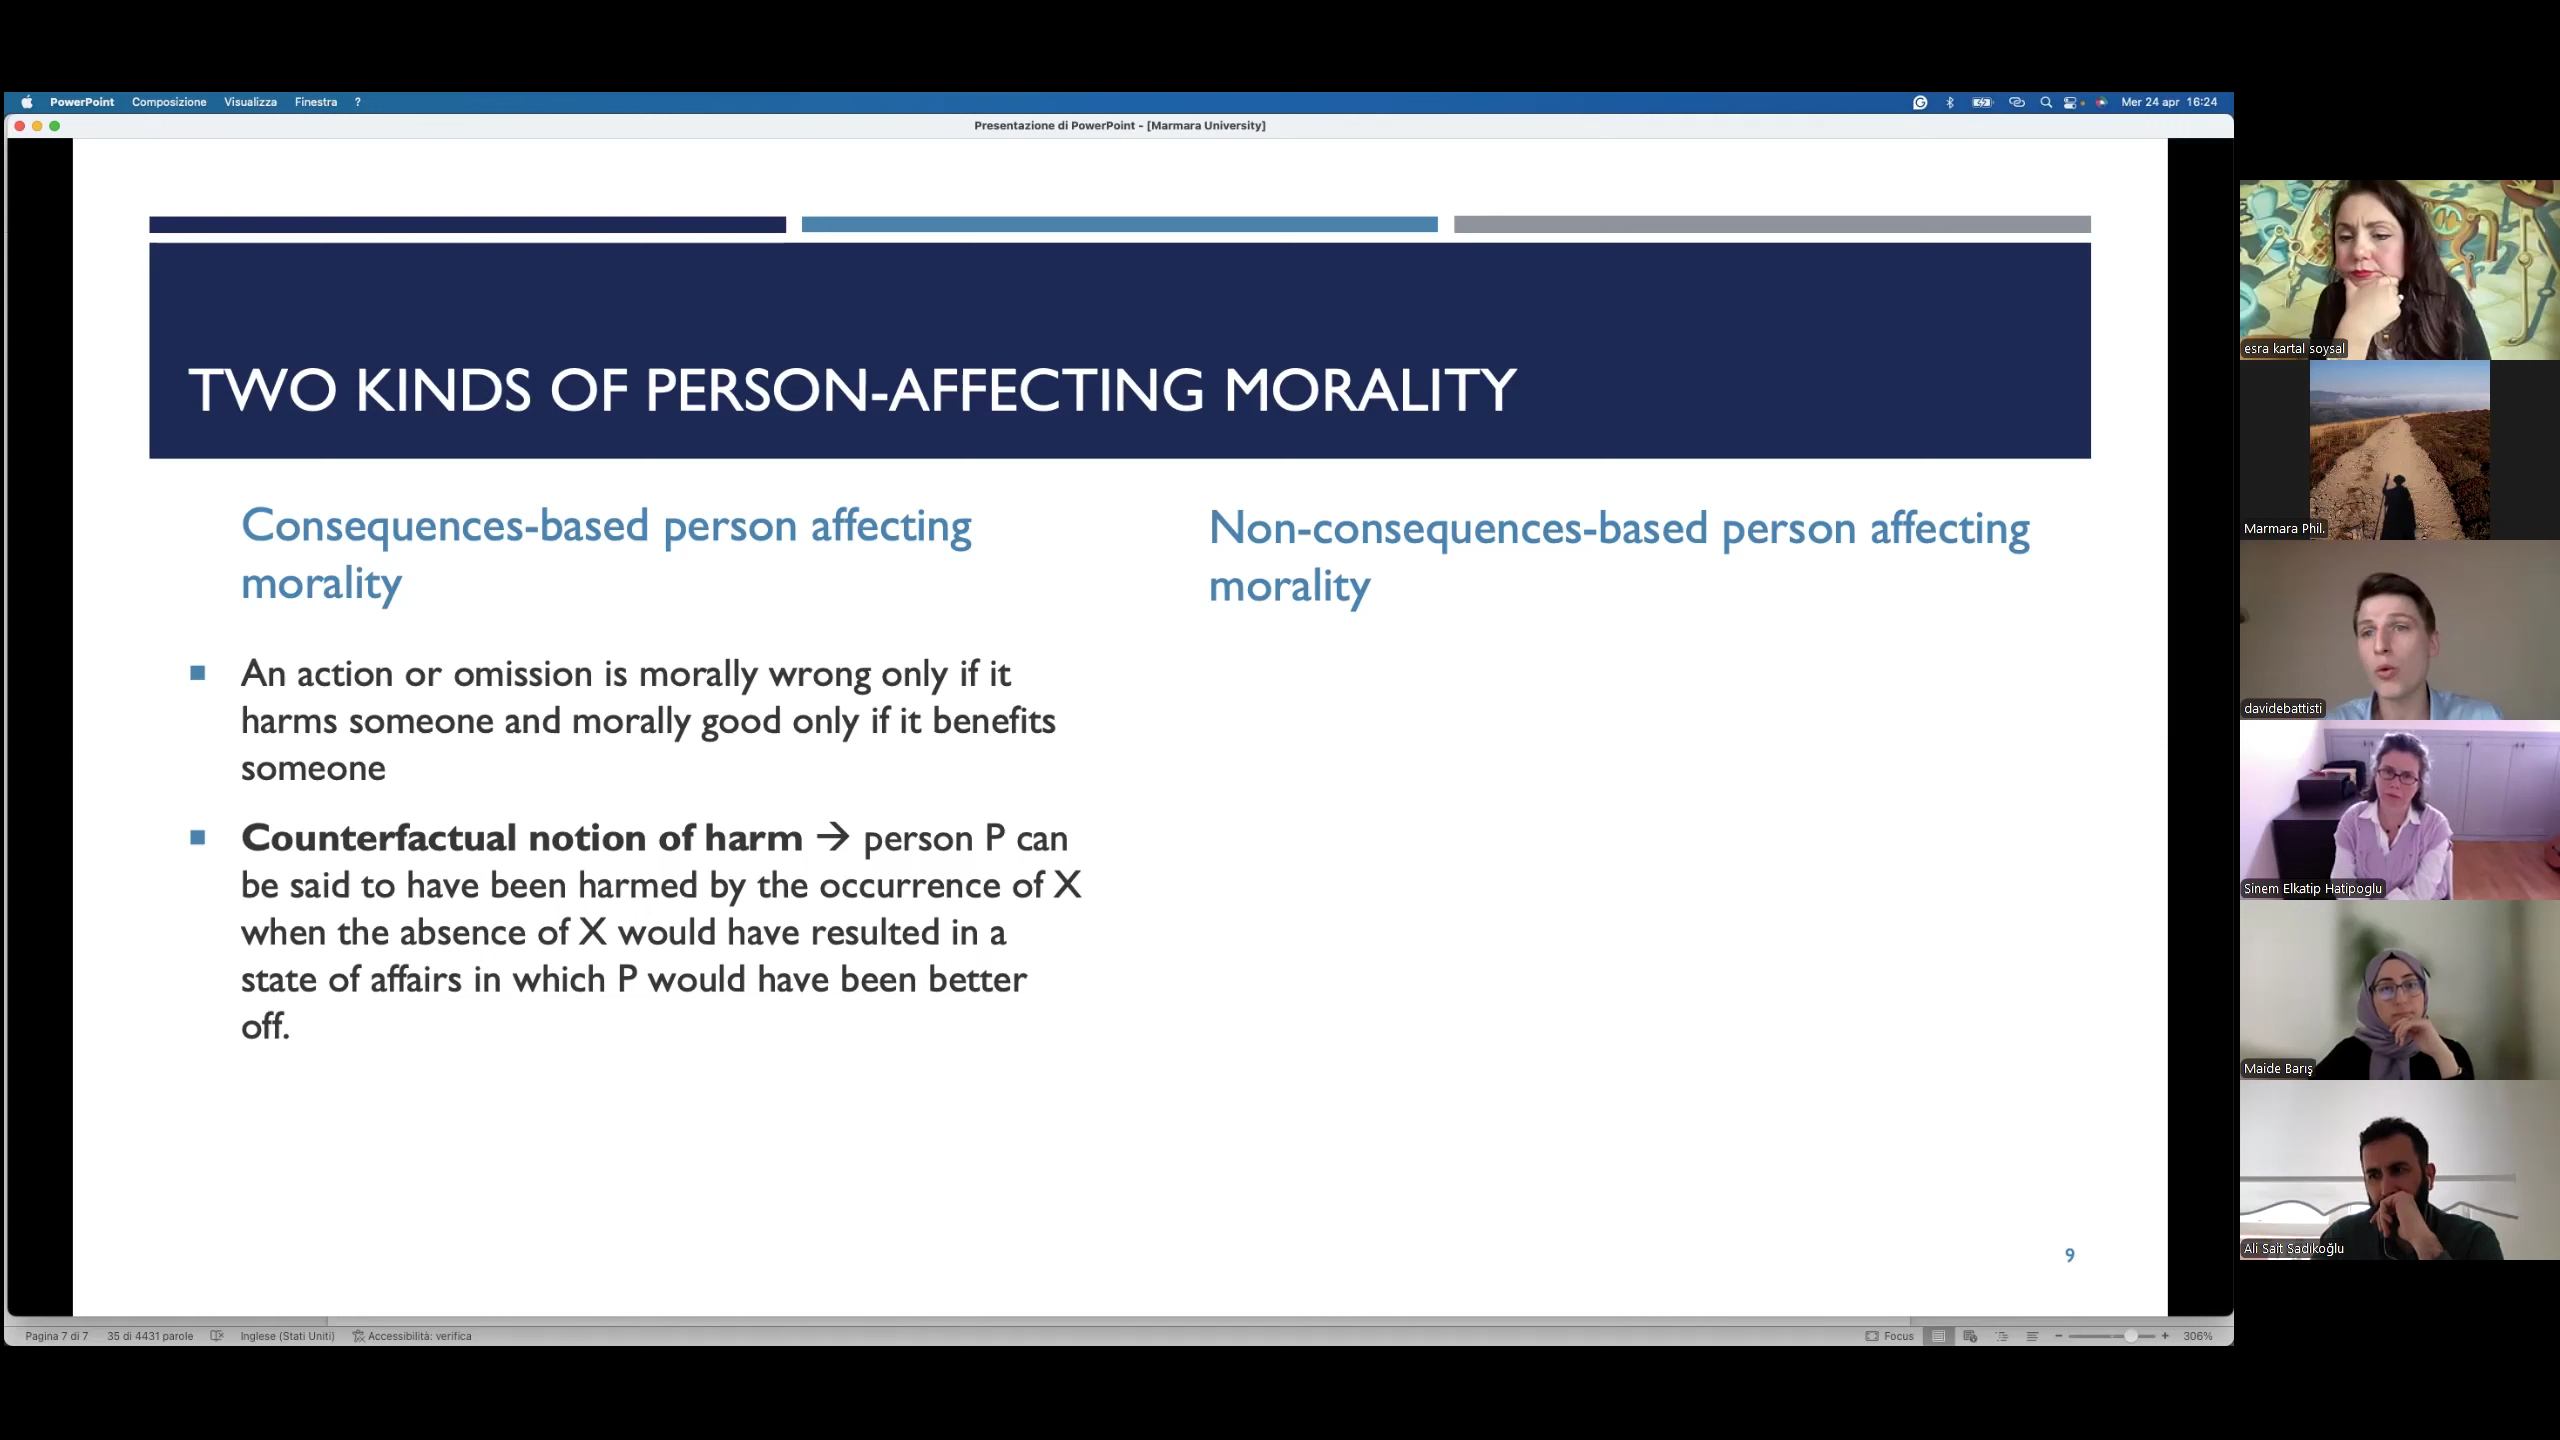 PowerPoint Composizione Visualizza Finestra ?
Mer 24 apr 16:24
Presentazione di PowerPoint - [Marmara University]
TWO KINDS OF PERSON-AFFECTING MORALITY
Consequences-based person affecting
morality
An action or omission is morally wrong only if it
harms someone and morally good only if it benefits
someone
Counterfactual notion of harm → person P can
be said to have been harmed by the occurrence of X
when the absence of X would have resulted in a
state of affairs in which P would have been better
off.
Non-consequences-based person affecting
morality
9
Pagina 7 di 7 35 di 4431 parole Inglese (Stati Uniti) Accessibilità: verifica
Focus
306%
esra kartal soysal
Marmara Phil.
davidebattisti
Sinem Elkatip Hatipoglu
Maide Barış
Ali Sait Sadıkoğlu